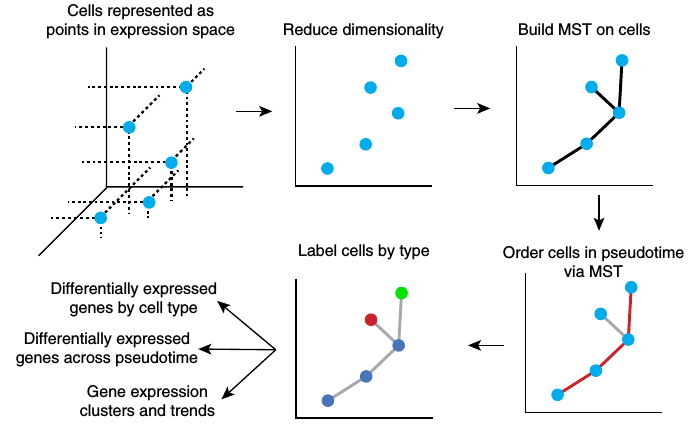 Cells represented as
points in expression space
Reduce dimensionality
Build MST on cells
Order cells in pseudotime
via MST
Label cells by type
Differentially expressed
genes by cell type
Differentially expressed
genes across pseudotime
Gene expression
clusters and trends